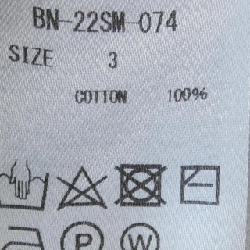 BN-22SM-074
SIZE 3
COTTON 100%
P W